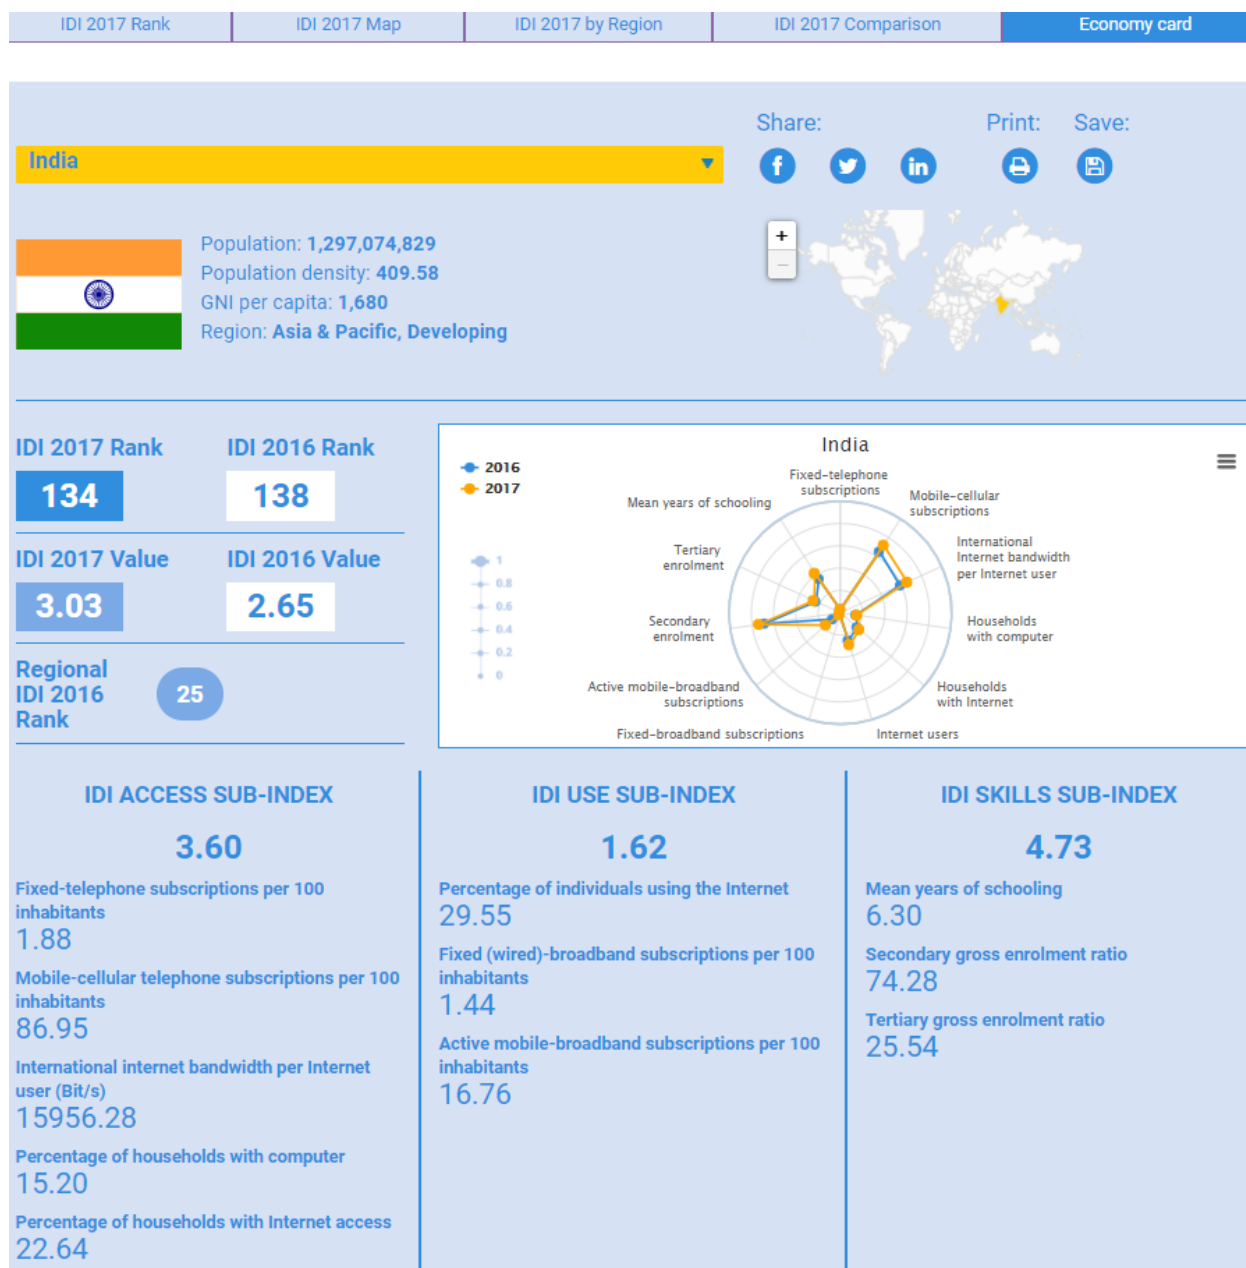 IDI 2017 Rank
IDI 2017 Map
IDI 2017 by Region
IDI 2017 Comparison
Economy card
Share:
Print:
Save:
India
f
in
Population: 1,297,074,829
Population density: 409.58
GNI per capita: 1,680
Region: Asia & Pacific, Developing
+
−
IDI 2017 Rank
134
IDI 2016 Rank
138
IDI 2017 Value
3.03
IDI 2016 Value
2.65
Regional
IDI 2016
Rank
25
India
2016
2017
1
0.8
0.6
0.4
0.2
0
Fixed-telephone
subscriptions
Mobile-cellular
subscriptions
International
Internet bandwidth
per Internet user
Households
with computer
Households
with Internet
Internet users
Fixed-broadband subscriptions
Active mobile-broadband
subscriptions
Secondary
enrolment
Tertiary
enrolment
Mean years of schooling
IDI ACCESS SUB-INDEX
3.60
Fixed-telephone subscriptions per 100
inhabitants
1.88
Mobile-cellular telephone subscriptions per 100
inhabitants
86.95
International internet bandwidth per Internet
user (Bit/s)
15956.28
Percentage of households with computer
15.20
Percentage of households with Internet access
22.64
IDI USE SUB-INDEX
1.62
Percentage of individuals using the Internet
29.55
Fixed (wired)-broadband subscriptions per 100
inhabitants
1.44
Active mobile-broadband subscriptions per 100
inhabitants
16.76
IDI SKILLS SUB-INDEX
4.73
Mean years of schooling
6.30
Secondary gross enrolment ratio
74.28
Tertiary gross enrolment ratio
25.54